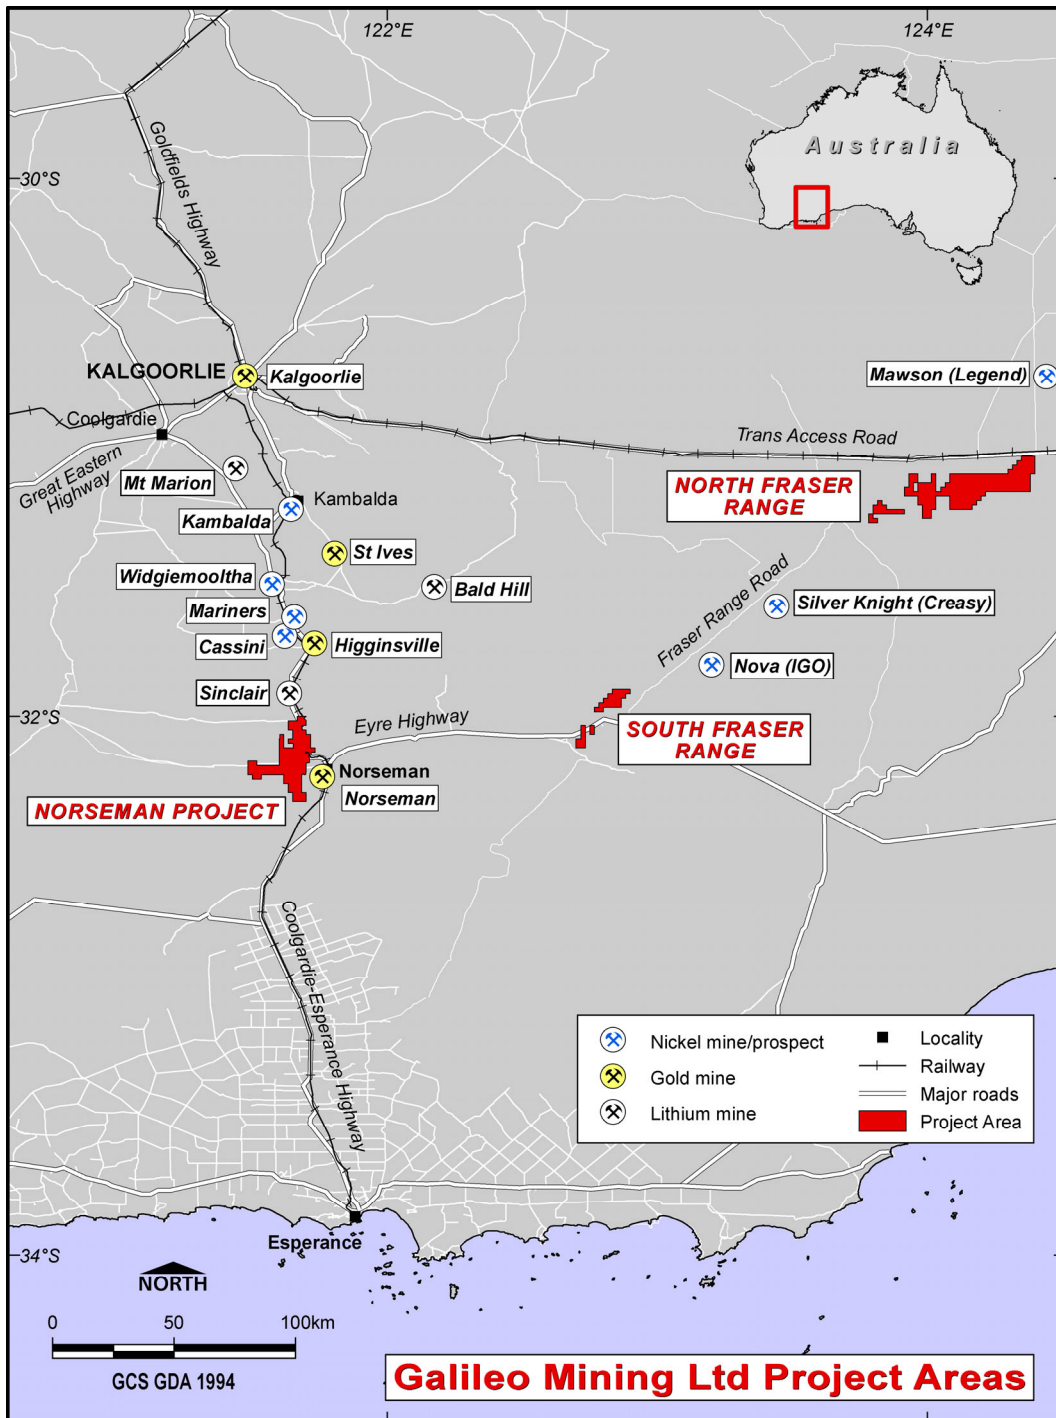 122°E
124°E
Australia
30°S
Goldfields Highway
KALGOORLIE
Kalgoorlie
Mawson (Legend)
Coolgardie
Trans Access Road
Great Eastern
Highway
Mt Marion
NORTH FRASER
RANGE
Kambalda
Kambalda
St Ives
Widgiemooltha
Bald Hill
Fraser Range Road
Silver Knight (Creasy)
Mariners
Cassini
Higginsville
Nova (IGO)
Sinclair
32°S
Eyre Highway
SOUTH FRASER
RANGE
Norseman
Norseman
NORSEMAN PROJECT
Coolgardie-Esperance Highway
Nickel mine/prospect
Gold mine
Lithium mine
Locality
Railway
Major roads
Project Area
Esperance
34°S
NORTH
0 50 100km
GCS GDA 1994
Galileo Mining Ltd Project Areas